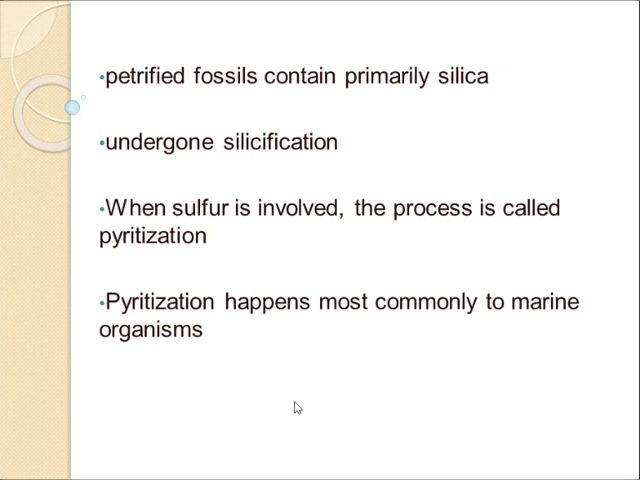 •petrified fossils contain primarily silica
•undergone silicification
•When sulfur is involved, the process is called
pyritization
•Pyritization happens most commonly to marine
organisms